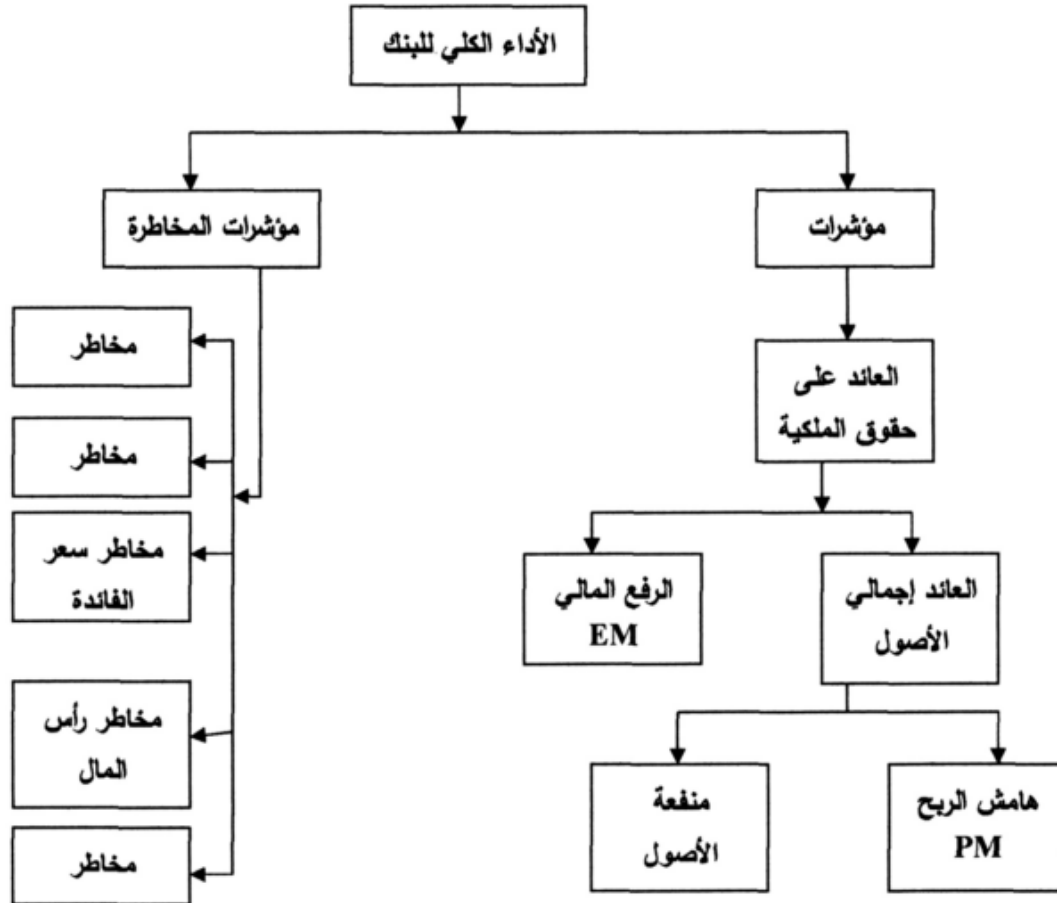 الأداء الكلي للبنك
مؤشرات
مؤشرات المخاطرة
العائد على
حقوق الملكية
العائد إجمالي
الأصول
الرفع المالي
EM
هامش الربح
PM
منفعة
الأصول
مخاطر
مخاطر
مخاطر سعر
الفائدة
مخاطر رأس
المال
مخاطر